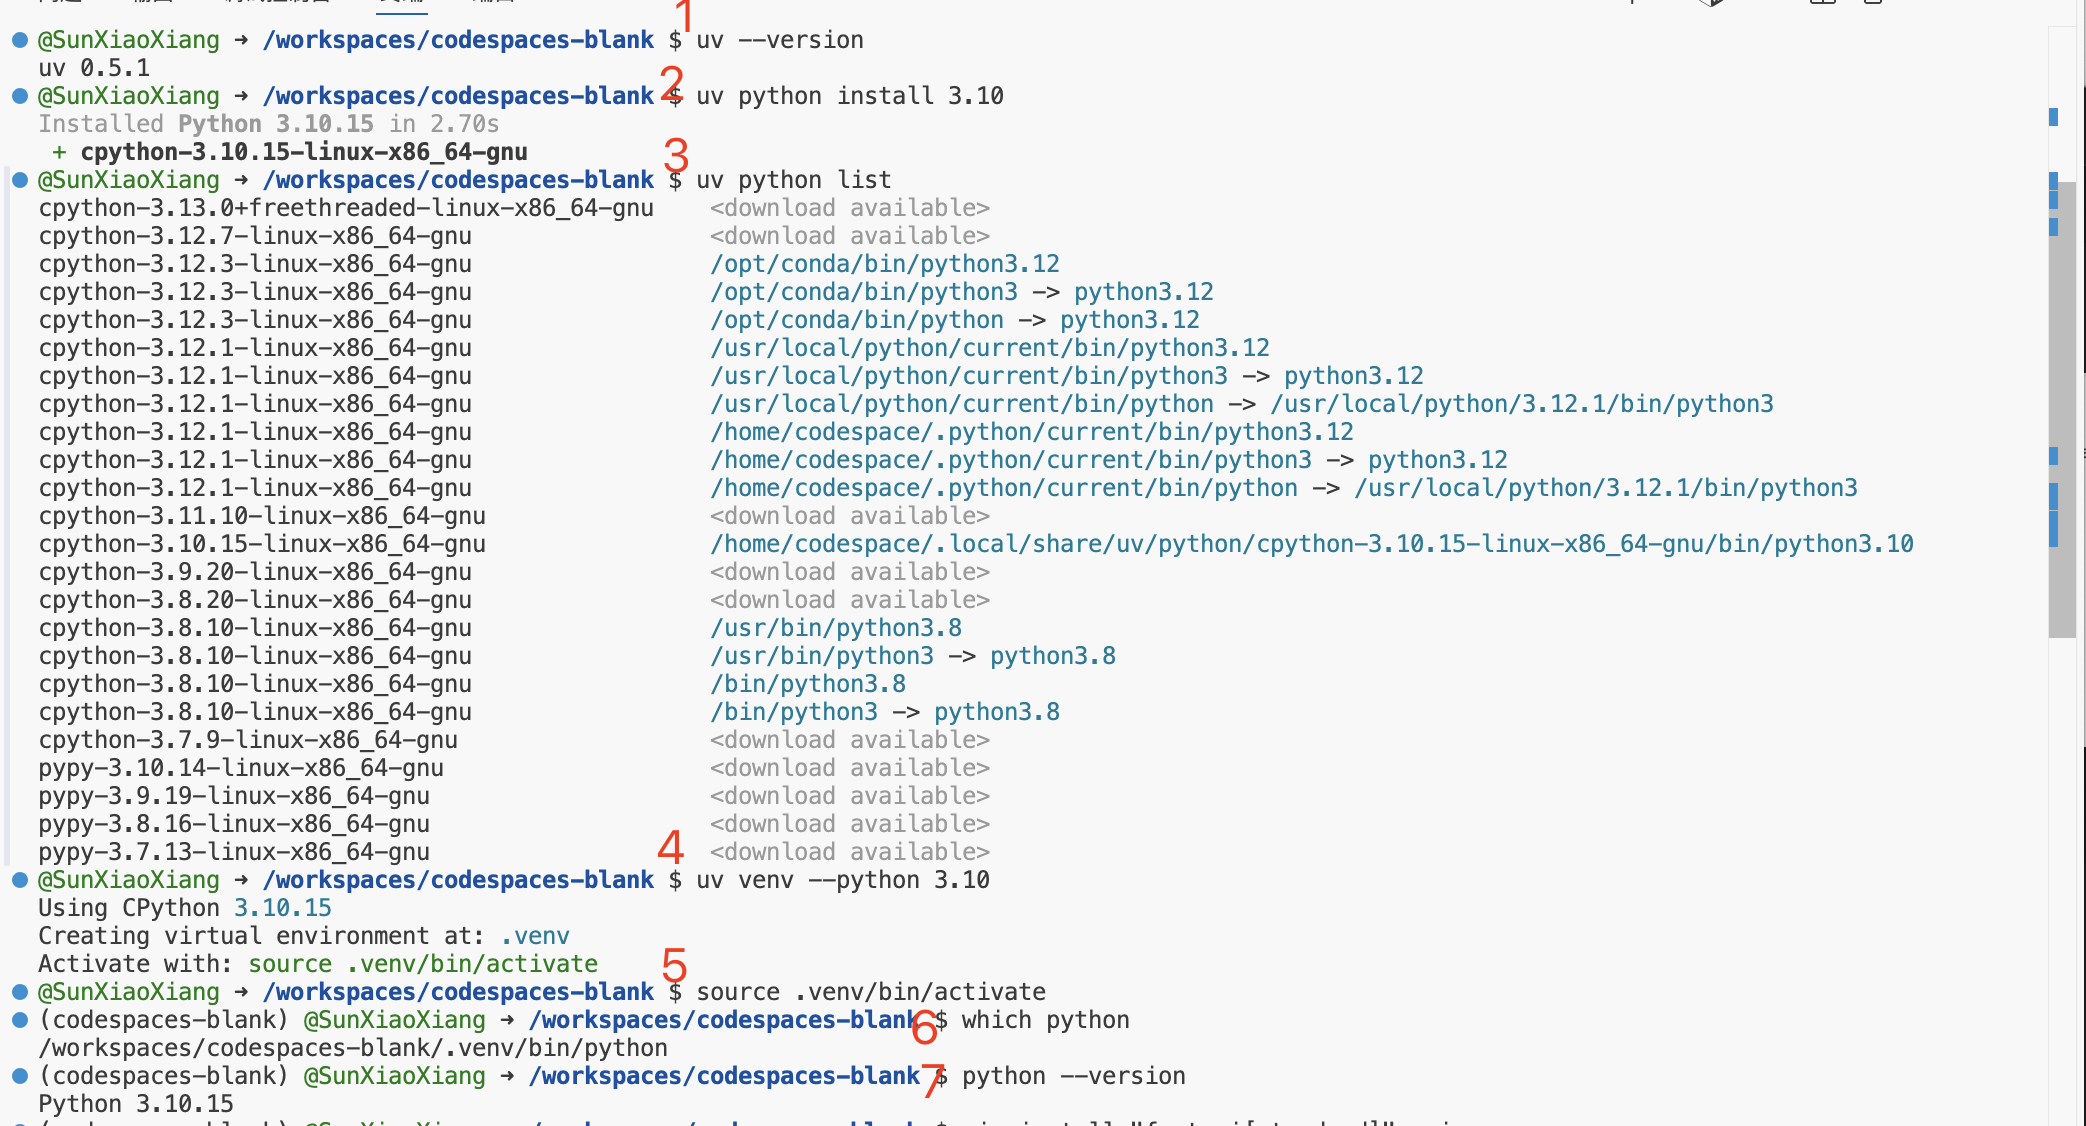 1
@SunXiaoXiang → /workspaces/codespaces-blank $ uv --version
uv 0.5.1
2
@SunXiaoXiang → /workspaces/codespaces-blank $ uv python install 3.10
Installed Python 3.10.15 in 2.70s
+ cpython-3.10.15-linux-x86_64-gnu
3
@SunXiaoXiang → /workspaces/codespaces-blank $ uv python list
cpython-3.13.0+freethreaded-linux-x86_64-gnu <download available>
cpython-3.12.7-linux-x86_64-gnu <download available>
cpython-3.12.3-linux-x86_64-gnu /opt/conda/bin/python3.12
cpython-3.12.3-linux-x86_64-gnu /opt/conda/bin/python3 -> python3.12
cpython-3.12.3-linux-x86_64-gnu /opt/conda/bin/python -> python3.12
cpython-3.12.1-linux-x86_64-gnu /usr/local/python/current/bin/python3.12
cpython-3.12.1-linux-x86_64-gnu /usr/local/python/current/bin/python3 -> python3.12
cpython-3.12.1-linux-x86_64-gnu /usr/local/python/current/bin/python -> /usr/local/python/3.12.1/bin/python3
cpython-3.12.1-linux-x86_64-gnu /home/codespace/.python/current/bin/python3.12
cpython-3.12.1-linux-x86_64-gnu /home/codespace/.python/current/bin/python3 -> python3.12
cpython-3.12.1-linux-x86_64-gnu /home/codespace/.python/current/bin/python -> /usr/local/python/3.12.1/bin/python3
cpython-3.11.10-linux-x86_64-gnu <download available>
cpython-3.10.15-linux-x86_64-gnu /home/codespace/.local/share/uv/python/cpython-3.10.15-linux-x86_64-gnu/bin/python3.10
cpython-3.9.20-linux-x86_64-gnu <download available>
cpython-3.8.20-linux-x86_64-gnu <download available>
cpython-3.8.10-linux-x86_64-gnu /usr/bin/python3.8
cpython-3.8.10-linux-x86_64-gnu /usr/bin/python3 -> python3.8
cpython-3.8.10-linux-x86_64-gnu /bin/python3.8
cpython-3.8.10-linux-x86_64-gnu /bin/python3 -> python3.8
cpython-3.7.9-linux-x86_64-gnu <download available>
pypy-3.10.14-linux-x86_64-gnu <download available>
pypy-3.9.19-linux-x86_64-gnu <download available>
pypy-3.8.16-linux-x86_64-gnu <download available>
pypy-3.7.13-linux-x86_64-gnu <download available>
4
@SunXiaoXiang → /workspaces/codespaces-blank $ uv venv --python 3.10
Using CPython 3.10.15
Creating virtual environment at: .venv
Activate with: source .venv/bin/activate
5
@SunXiaoXiang → /workspaces/codespaces-blank $ source .venv/bin/activate
(codespaces-blank) @SunXiaoXiang → /workspaces/codespaces-blank $ which python
6
/workspaces/codespaces-blank/.venv/bin/python
(codespaces-blank) @SunXiaoXiang → /workspaces/codespaces-blank $ python --version
7
Python 3.10.15